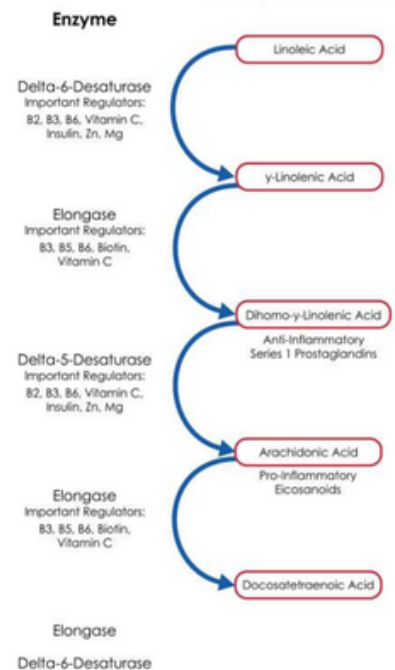 Enzyme
Linoleic Acid
Delta-6-Desaturase
Important Regulators:
B2, B3, B6, Vitamin C,
Insulin, Zn, Mg
γ-Linolenic Acid
Elongase
Important Regulators:
B3, B5, B6, Biotin,
Vitamin C
Dihomo-γ-Linolenic Acid
Anti-Inflammatory
Series 1 Prostaglandins
Delta-5-Desaturase
Important Regulators:
B2, B3, B6, Vitamin C,
Insulin, Zn, Mg
Arachidonic Acid
Pro-Inflammatory
Eicosanoids
Elongase
Important Regulators:
B3, B5, B6, Biotin,
Vitamin C
Docosatetraenoic Acid
Elongase
Delta-6-Desaturase